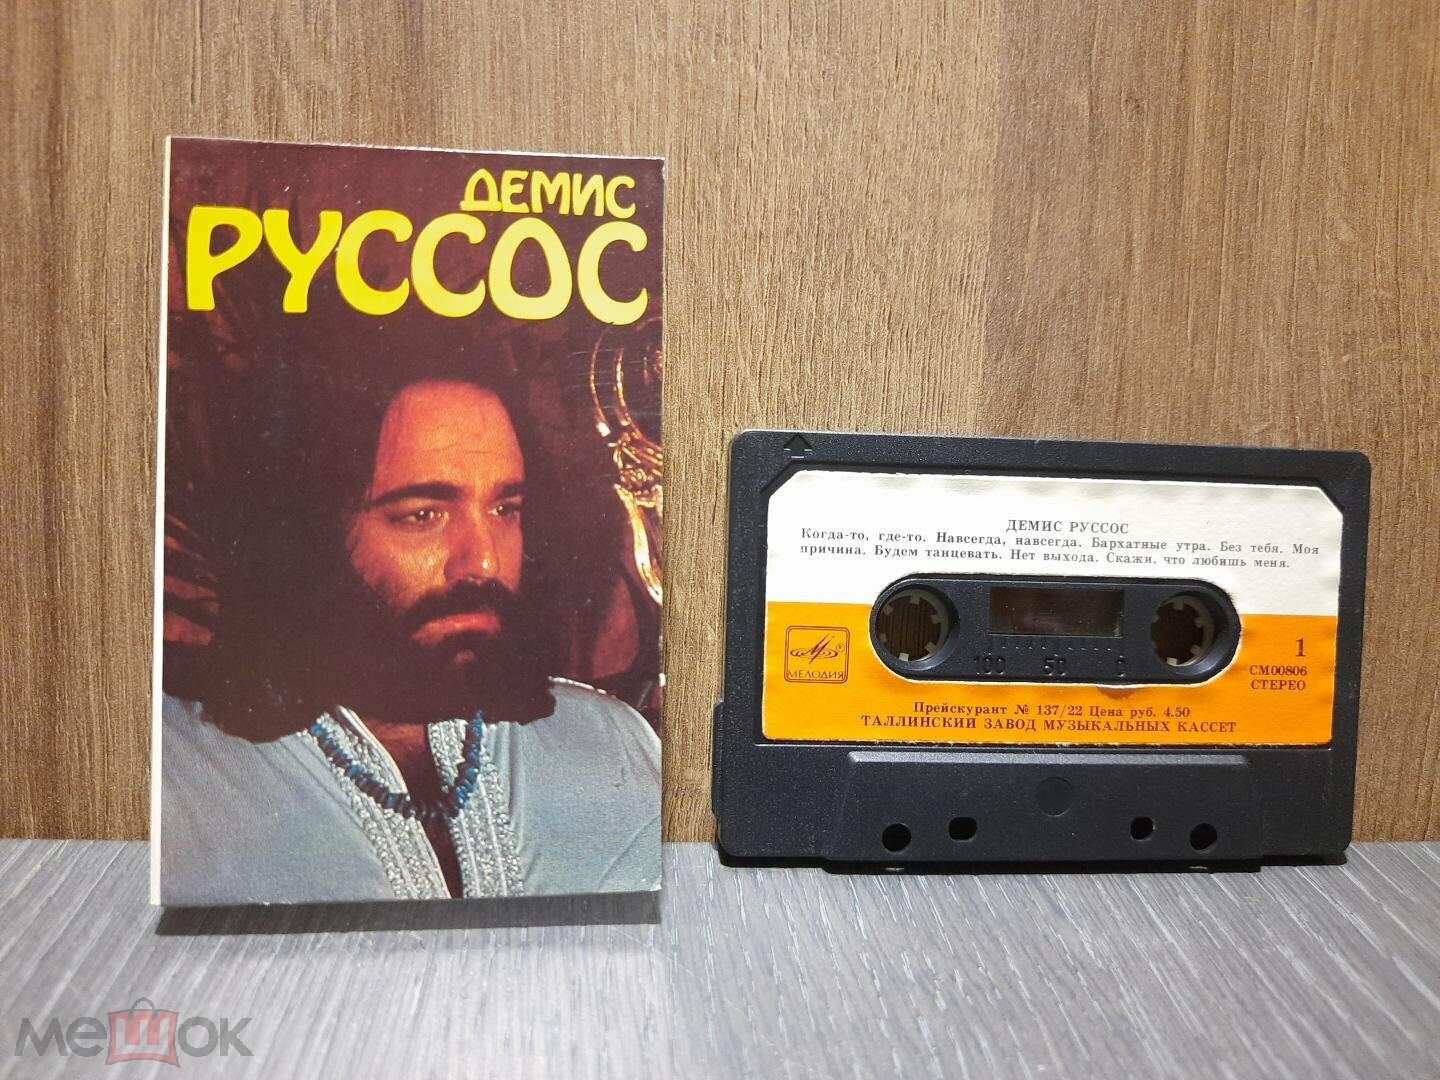 ДЕМИС
РУССОС
ДЕМИС РУССОС
Когда-то, где-то. Навсегда, навсегда. Бархатные утра. Без тебя. Моя
причина. Будем танцевать. Нет выхода. Скажи, что любишь меня.
100 50 0
МЕЛОДИЯ
1
СМ00806
СТЕРЕО
Прейскурант № 137/22 Цена руб. 4.50
ТАЛЛИНСКИЙ ЗАВОД МУЗЫКАЛЬНЫХ КАССЕТ
мешок